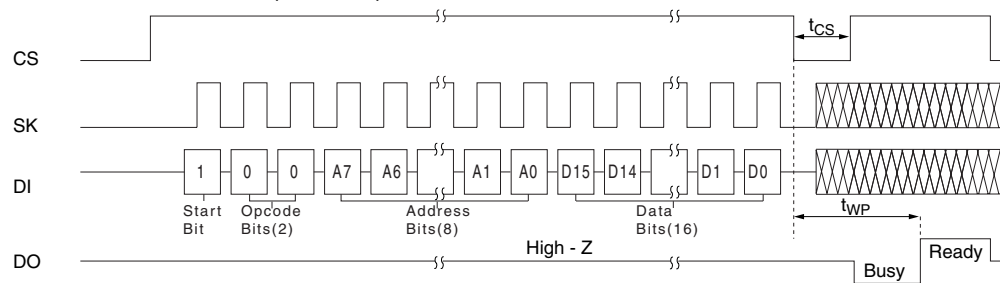 CS
tCS
SK
DI
1 0 0 A7 A6 A1 A0 D15 D14 D1 D0
Start
Bit
Opcode
Bits(2)
Address
Bits(8)
Data
Bits(16)
tWP
DO
High - Z
Busy
Ready